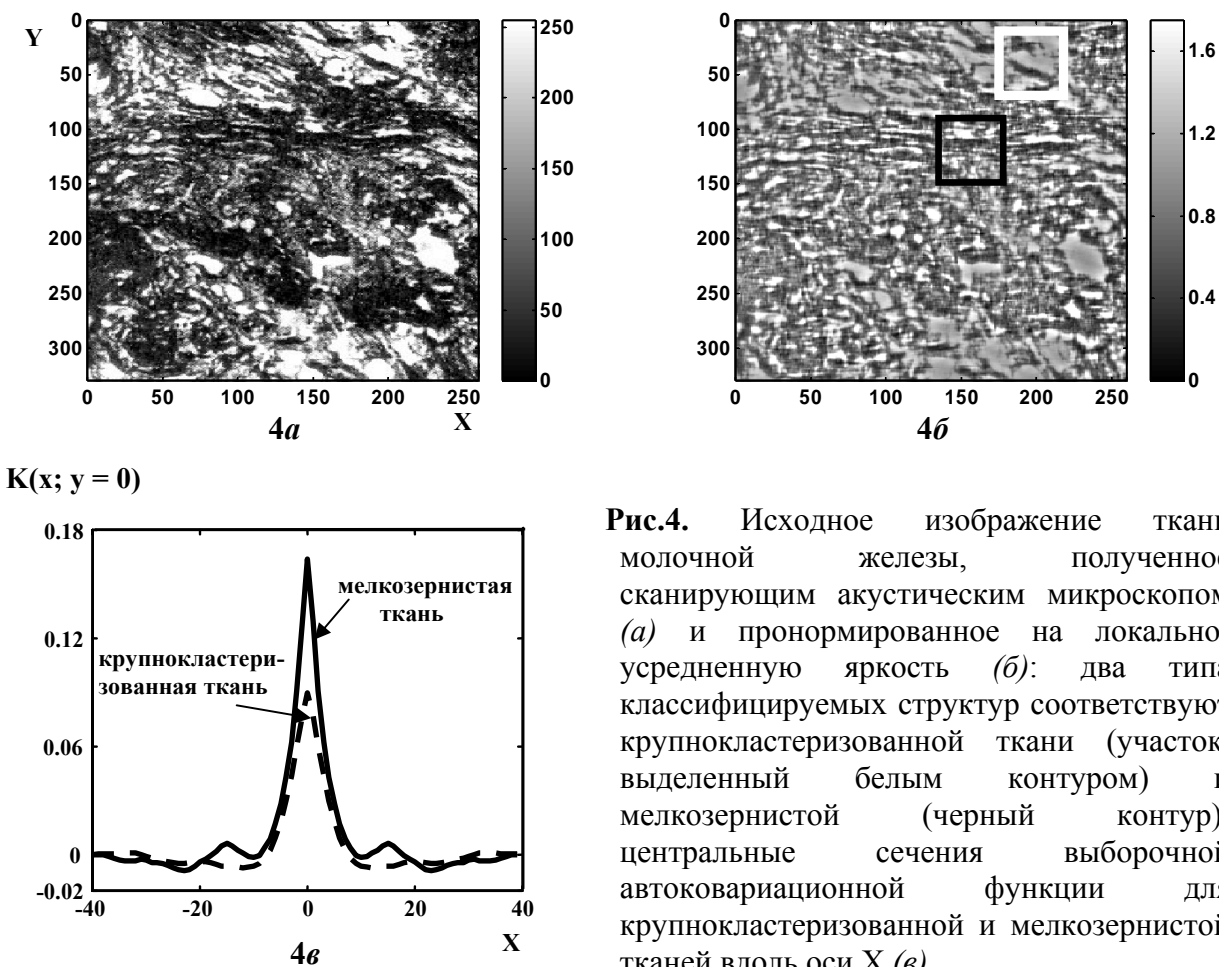 Y
0
50
100
150
200
250
300
0 50 100 150 200 250
X
250
200
150
100
50
0
4а
0
50
100
150
200
250
300
0 50 100 150 200 250
1.6
1.2
0.8
0.4
0
4б
K(x; y = 0)
0.18
0.12
0.06
0
-0.02
-40 -20 0 20 40
X
мелкозернистая
ткань
крупнокластери-
зованная ткань
4в
Рис.4. Исходное изображение ткани
молочной железы, полученно
сканирующим акустическим микроскопом
(а) и пронормированное на локально
усредненную яркость (б): два типа
классифицируемых структур соответствуют
крупнокластеризованной ткани (участок
выделенный белым контуром)
мелкозернистой (черный контур)
центральные сечения выборочной
автоковариационной функции для
крупнокластеризованной и мелкозернистой
тканей вдоль оси X (в)